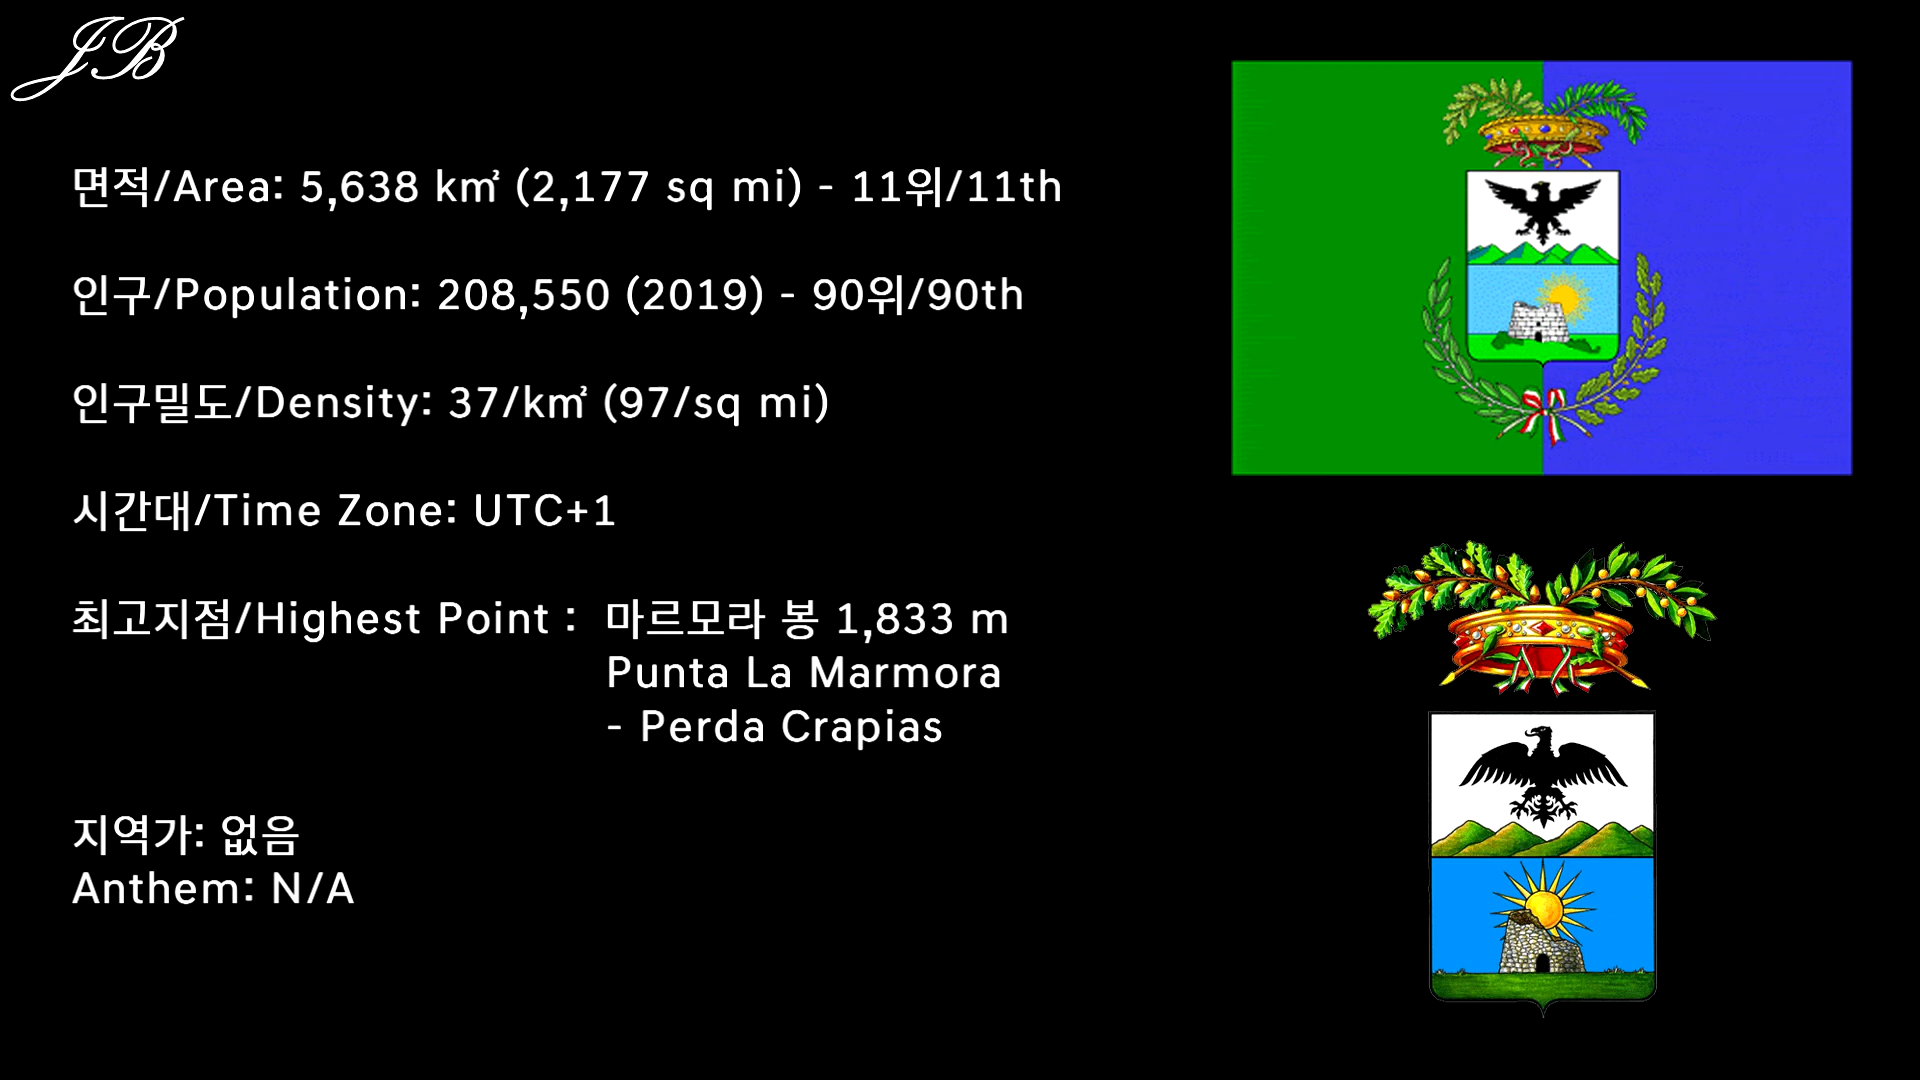 JB
면적/Area: 5,638 ㎢ (2,177 sq mi) - 11위/11th
인구/Population: 208,550 (2019) - 90위/90th
인구밀도/Density: 37/㎢ (97/sq mi)
시간대/Time Zone: UTC+1
최고지점/Highest Point : 마르모라 봉 1,833 m
Punta La Marmora
- Perda Crapias
지역가: 없음
Anthem: N/A